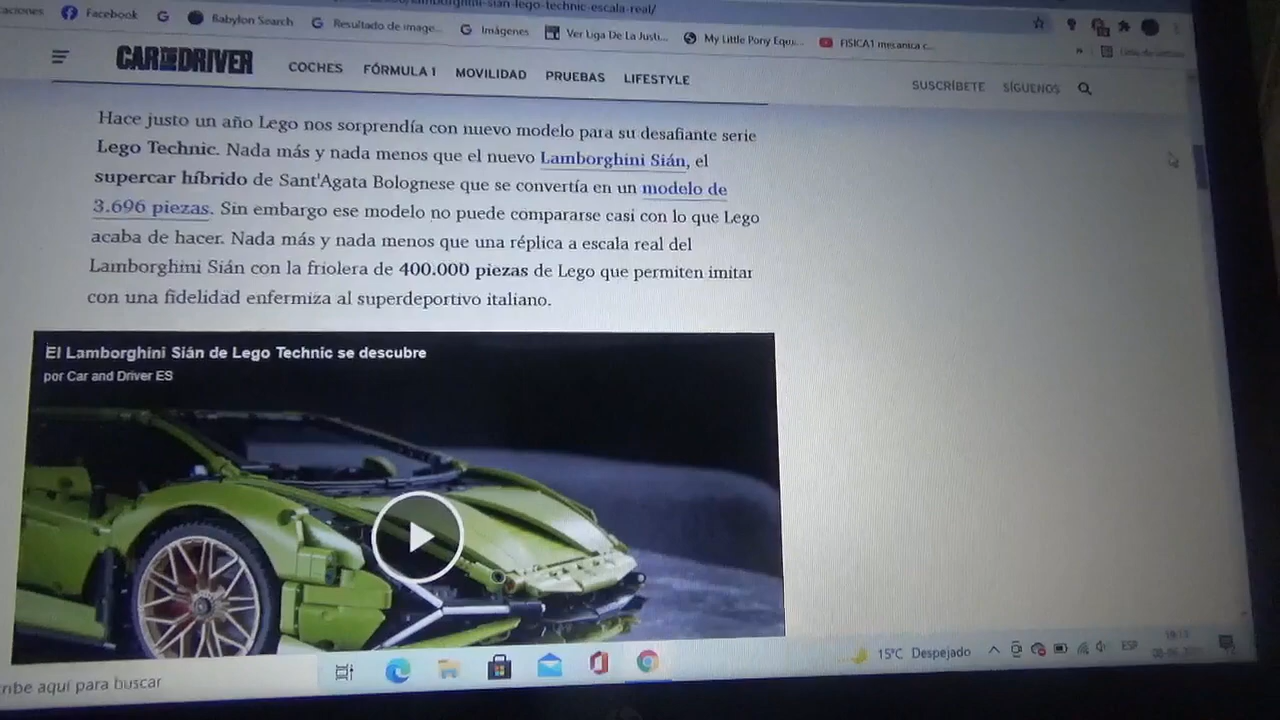 lamborghini-sian-lego-technic-escala-real/
Facebook
Babylon Search
Resultado de image...
Imágenes
Ver Liga De La Justi...
My Little Pony Equi...
FISICA1 mecanica c...
CAR AND DRIVER
COCHES
FÓRMULA 1
MOVILIDAD
PRUEBAS
LIFESTYLE
SUSCRÍBETE
SÍGUENOS
Hace justo un año Lego nos sorprendía con nuevo modelo para su desafiante serie
Lego Technic. Nada más y nada menos que el nuevo Lamborghini Sián, el
supercar híbrido de Sant'Agata Bolognese que se convertía en un modelo de
3.696 piezas. Sin embargo ese modelo no puede compararse casi con lo que Lego
acaba de hacer. Nada más y nada menos que una réplica a escala real del
Lamborghini Sián con la friolera de 400.000 piezas de Lego que permiten imitar
con una fidelidad enfermiza al superdeportivo italiano.
El Lamborghini Sián de Lego Technic se descubre
por Car and Driver ES
ribe aquí para buscar
15°C Despejado
ESP